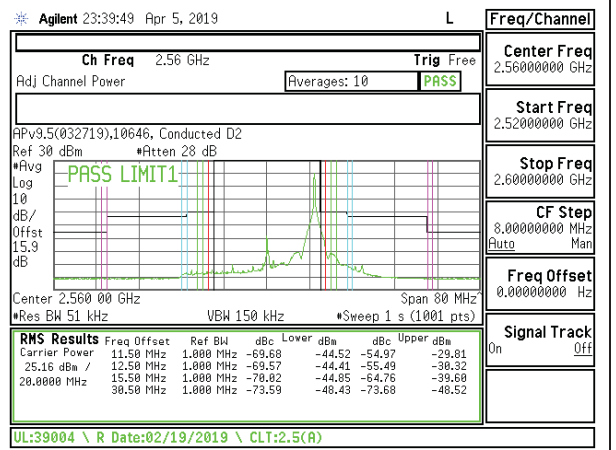 Agilent 23:39:49 Apr 5, 2019 L Freq/Channel
Ch Freq 2.56 GHz Trig Free
Adj Channel Power Averages: 10 PASS
APv9.5(032719),10646, Conducted D2
Ref 30 dBm #Atten 28 dB
#Avg
Log
10
dB/
Offst
15.9
dB
PASS LIMIT1
Center 2.560 00 GHz Span 80 MHz^
#Res BW 51 kHz VBW 150 kHz #Sweep 1 s (1001 pts)
RMS Results Freq Offset Ref BW dBc Lower dBm dBc Upper dBm
Carrier Power 11.50 MHz 1.000 MHz -69.68 -44.52 -54.97 -29.81
25.16 dBm / 12.50 MHz 1.000 MHz -69.57 -44.41 -55.49 -30.32
20.0000 MHz 15.50 MHz 1.000 MHz -70.02 -44.85 -64.76 -39.60
30.50 MHz 1.000 MHz -73.59 -48.43 -73.68 -48.52
UL:39004 \ R Date:02/19/2019 \ CLT:2.5(A)
Center Freq
2.56000000 GHz
Start Freq
2.52000000 GHz
Stop Freq
2.60000000 GHz
CF Step
8.00000000 MHz
Auto Man
Freq Offset
0.00000000 Hz
Signal Track
On Off